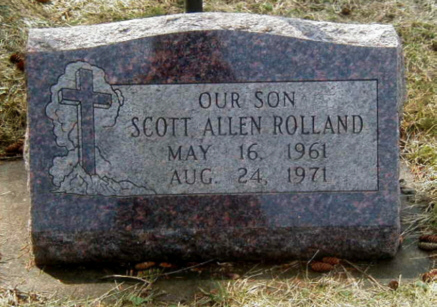 OUR SON
SCOTT ALLEN ROLLAND
MAY 16, 1961
AUG. 24, 1971